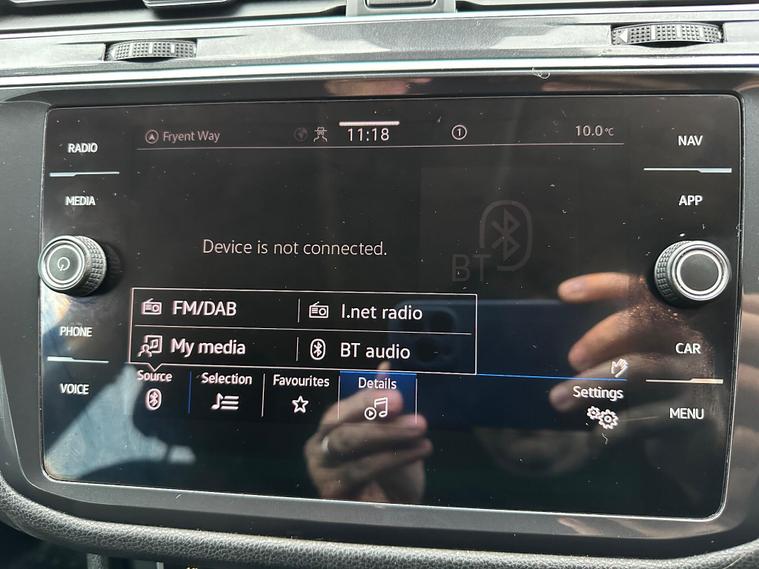 RADIO
Fryent Way
11:18
1
10.0°C
NAV
MEDIA
APP
Device is not connected.
BT
FM/DAB
I.net radio
PHONE
My media
BT audio
CAR
Source
Selection
Favourites
Details
Settings
VOICE
MENU